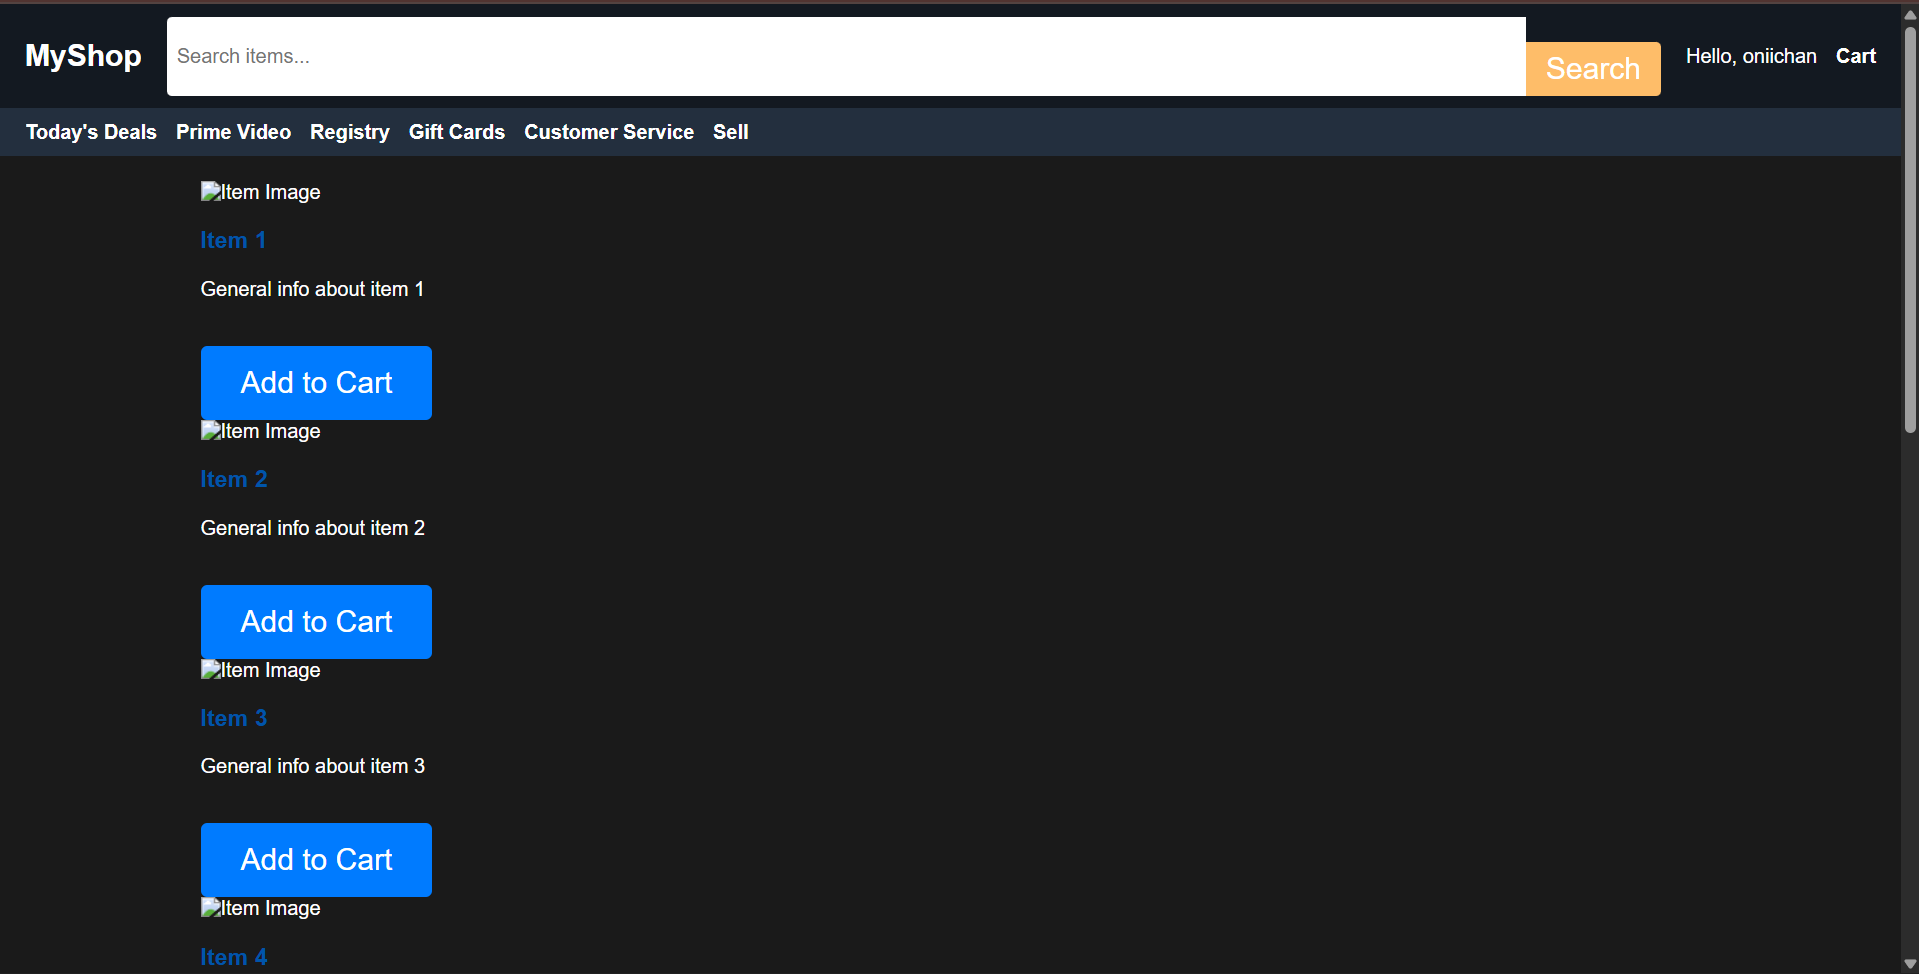 MyShop Search items... Search Hello, oniichan Cart
Today's Deals Prime Video Registry Gift Cards Customer Service Sell
Item Image
Item 1
General info about item 1
Add to Cart
Item Image
Item 2
General info about item 2
Add to Cart
Item Image
Item 3
General info about item 3
Add to Cart
Item Image
Item 4